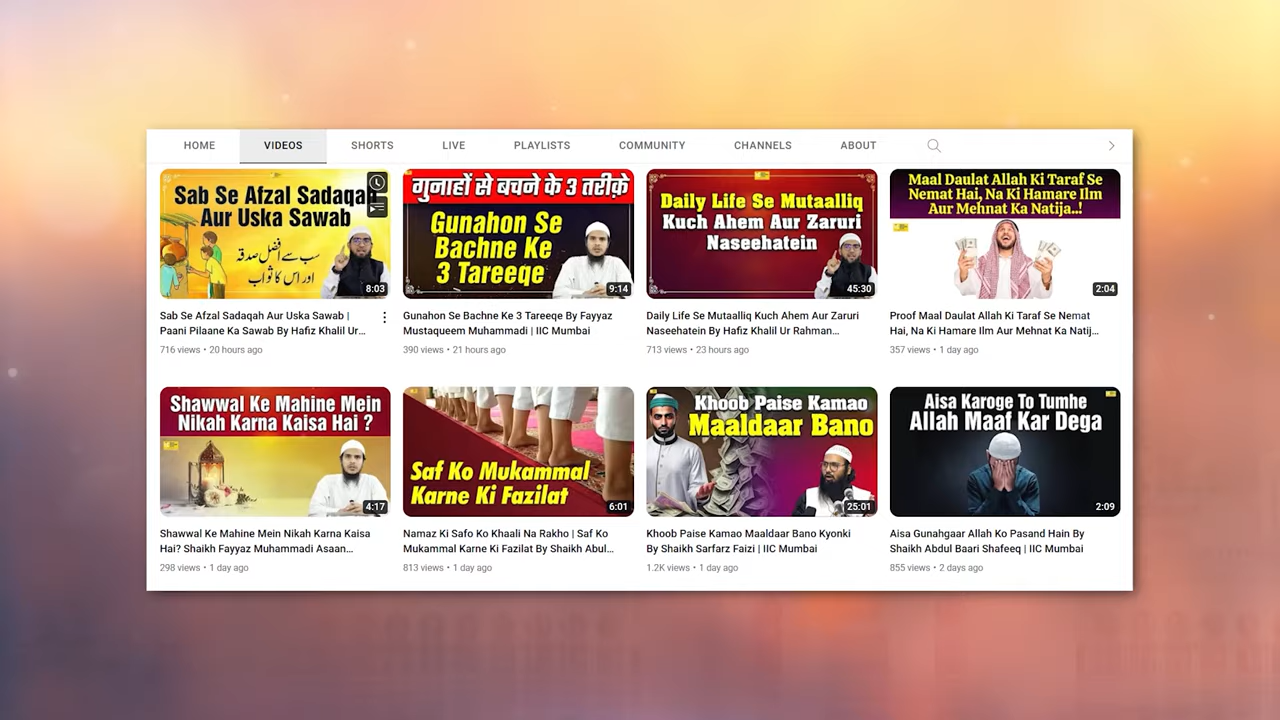 HOME VIDEOS SHORTS LIVE PLAYLISTS COMMUNITY CHANNELS ABOUT
Sab Se Afzal Sadaqah
Aur Uska Sawab
سب سے افضل صدقہ
اور اس کا ثواب
8:03
Sab Se Afzal Sadaqah Aur Uska Sawab |
Paani Pilaane Ka Sawab By Hafiz Khalil Ur...
716 views • 20 hours ago
गुनाहों से बचने के 3 तरीक़े
Gunahon Se
Bachne Ke
3 Tareeqe
9:14
Gunahon Se Bachne Ke 3 Tareeqe By Fayyaz
Mustaqueem Muhammadi | IIC Mumbai
390 views • 21 hours ago
Daily Life Se Mutaalliq
Kuch Ahem Aur Zaruri
Naseehatein
45:30
Daily Life Se Mutaalliq Kuch Ahem Aur Zaruri
Naseehatein By Hafiz Khalil Ur Rahman...
713 views • 23 hours ago
Maal Daulat Allah Ki Taraf Se
Nemat Hai, Na Ki Hamare Ilm
Aur Mehnat Ka Natija..!
2:04
Proof Maal Daulat Allah Ki Taraf Se Nemat
Hai, Na Ki Hamare Ilm Aur Mehnat Ka Natij...
357 views • 1 day ago
Shawwal Ke Mahine Mein
Nikah Karna Kaisa Hai ?
4:17
Shawwal Ke Mahine Mein Nikah Karna Kaisa
Hai? Shaikh Fayyaz Muhammadi Asaan...
298 views • 1 day ago
Saf Ko Mukammal
Karne Ki Fazilat
6:01
Namaz Ki Safo Ko Khaali Na Rakho | Saf Ko
Mukammal Karne Ki Fazilat By Shaikh Abul...
813 views • 1 day ago
Khoob Paise Kamao
Maaldaar Bano
25:01
Khoob Paise Kamao Maaldaar Bano Kyonki
By Shaikh Sarfarz Faizi | IIC Mumbai
1.2K views • 1 day ago
Aisa Karoge To Tumhe
Allah Maaf Kar Dega
2:09
Aisa Gunahgaar Allah Ko Pasand Hain By
Shaikh Abdul Baari Shafeeq | IIC Mumbai
855 views • 2 days ago